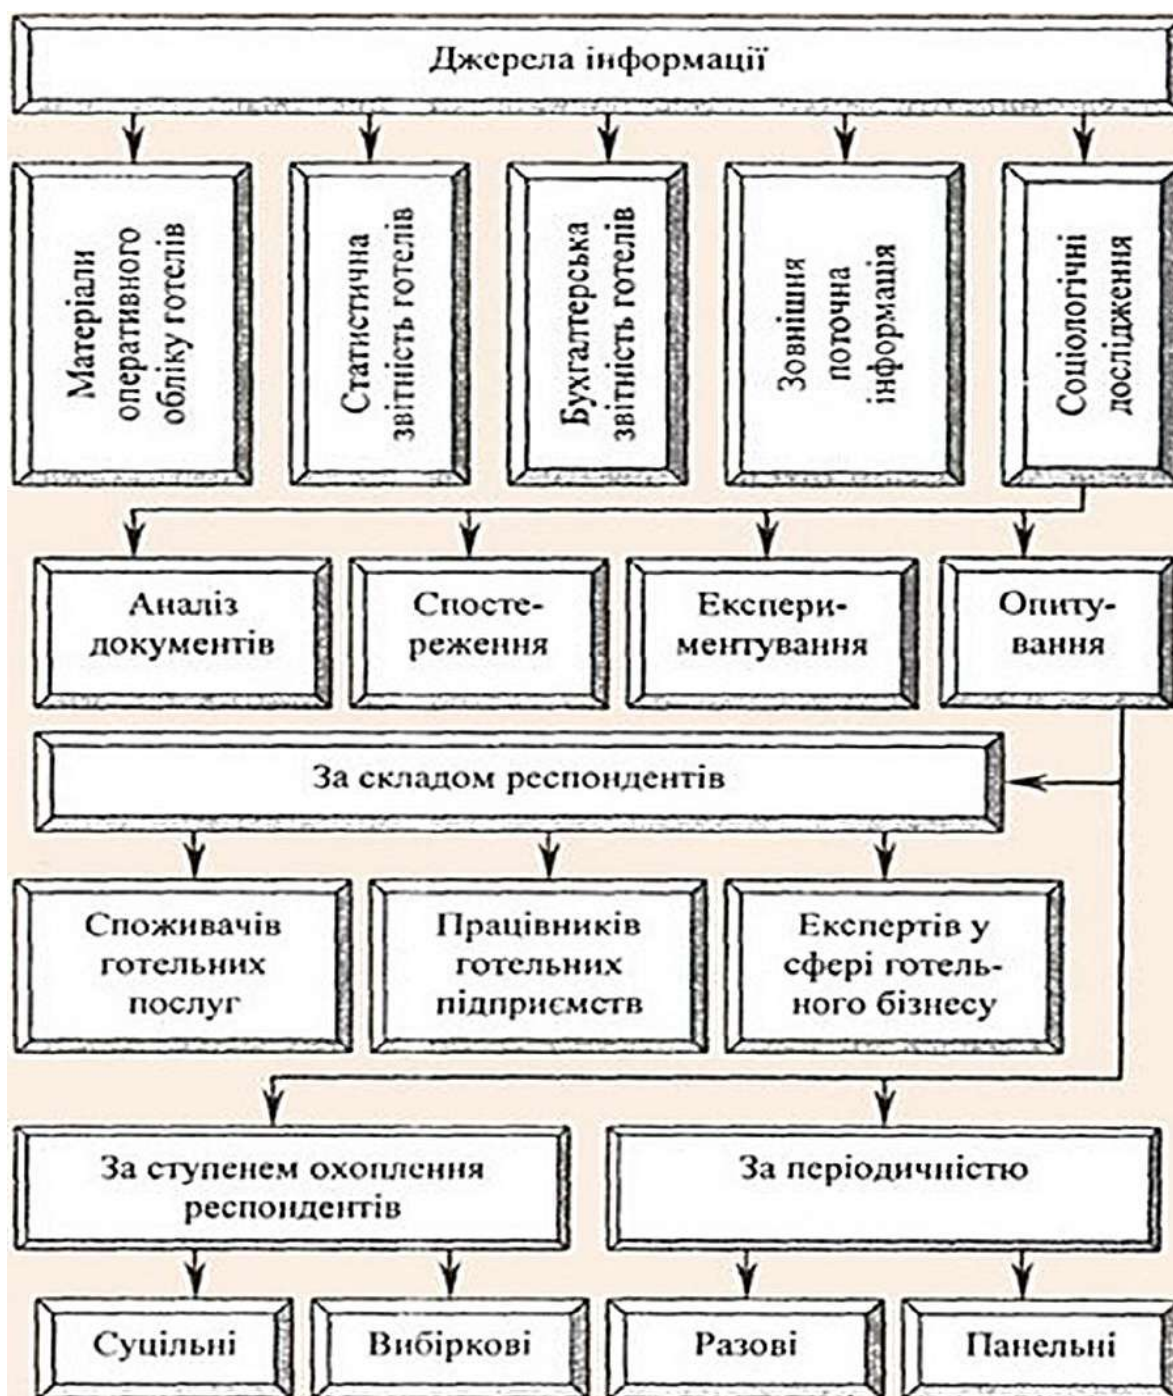 Джерела інформації
Матеріали
оперативного
обліку готелів
Статистична
звітність готелів
Бухгалтерська
звітність готелів
Зовнішня
поточна
інформація
Соціологічні
дослідження
Аналіз
документів
Спосте-
реження
Експери-
ментування
Опиту-
вання
За складом респондентів
Споживачів
готельних
послуг
Працівників
готельних
підприємств
Експертів у
сфері готель-
ного бізнесу
За ступенем охоплення
респондентів
За періодичністю
Суцільні
Вибіркові
Разові
Панельні